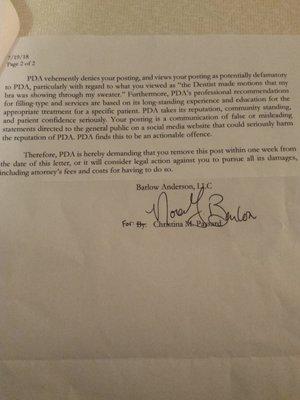 7/19/18
Page 2 of 2
PDA vehemently denies your posting, and views your posting as potentially defamatory
to PDA, particularly with regard to what you viewed as "the Dentist made motions that my
bra was showing through my sweater." Furthermore, PDA's professional recommendations
for filling-type and services are based on its long-standing experience and education for the
appropriate treatment for a specific patient. PDA takes its reputation, community standing,
and patient confidence seriously. Your posting is a communication of false or misleading
statements directed to the general public on a social media website that could seriously harm
the reputation of PDA. PDA finds this to be an actionable offence.
Therefore, PDA is hereby demanding that you remove this post within one week from
the date of this letter, or it will consider legal action against you to pursue all its damages,
including attorney's fees and costs for having to do so.
Barlow Anderson, LLC
Barlow
For: By: Christina M.